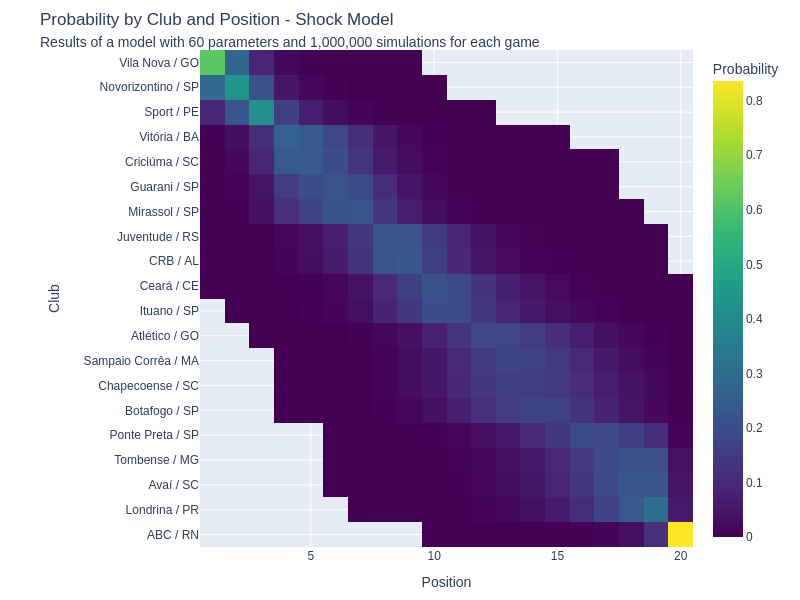 Probability by Club and Position - Shock Model
Results of a model with 60 parameters and 1,000,000 simulations for each game
Probability
Club
Vila Nova / GO
Novorizontino / SP
Sport / PE
Vitória / BA
Criciúma / SC
Guarani / SP
Mirassol / SP
Juventude / RS
CRB / AL
Ceará / CE
Ituano / SP
Atlético / GO
Sampaio Corrêa / MA
Chapecoense / SC
Botafogo / SP
Ponte Preta / SP
Tombense / MG
Avaí / SC
Londrina / PR
ABC / RN
0.8
0.7
0.6
0.5
0.4
0.3
0.2
0.1
0
5 10 15 20
Position